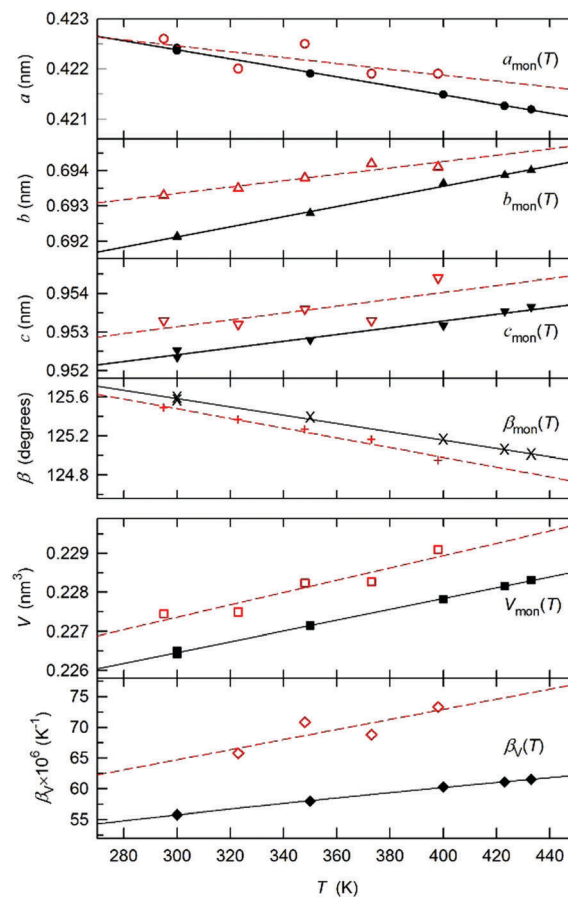 0.423
0.422
0.421
a (nm)
a_mon(T)
0.694
0.693
0.692
b (nm)
b_mon(T)
0.954
0.953
0.952
c (nm)
c_mon(T)
125.6
125.2
124.8
β (degrees)
β_mon(T)
0.229
0.228
0.227
0.226
V (nm³)
V_mon(T)
75
70
65
60
55
β_V×10⁶ (K⁻¹)
β_V(T)
280 300 320 340 360 380 400 420 440
T (K)